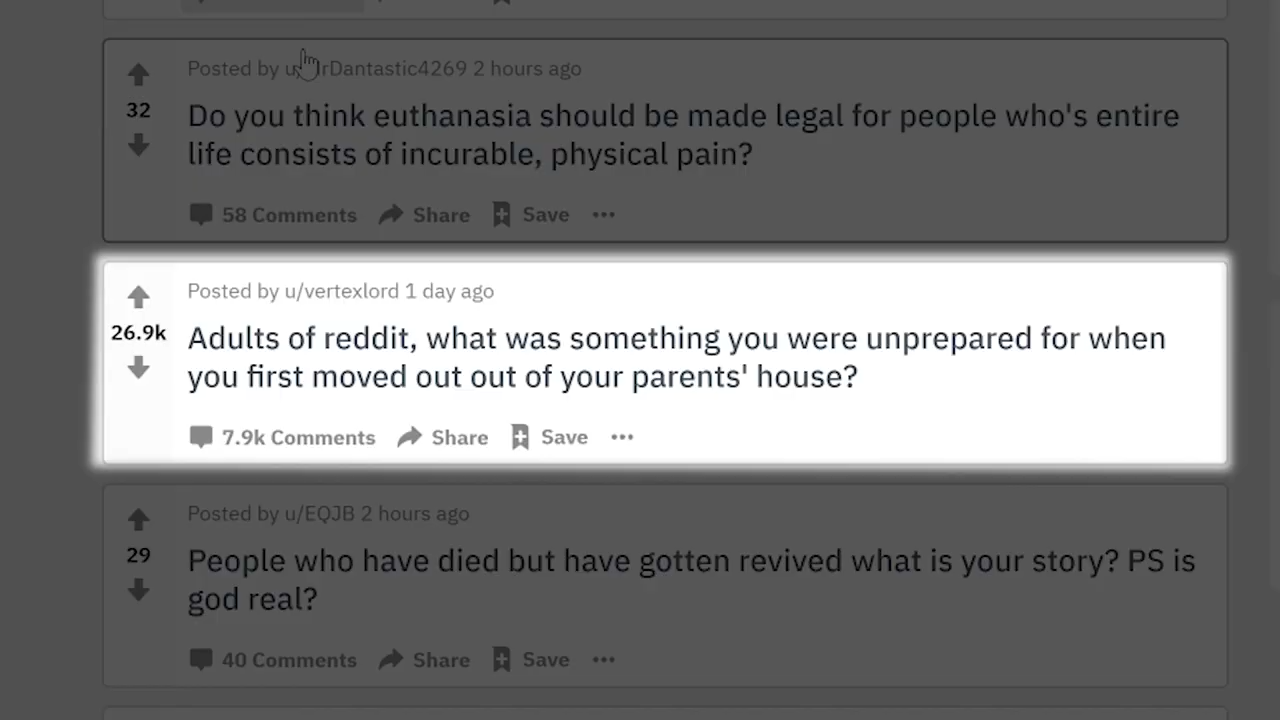 Posted by 2 hours ago
32
Do you think euthanasia should be made legal for people who's entire
life consists of incurable, physical pain?
58 Comments Share Save
Posted by u/vertexlord 1 day ago
26.9k
Adults of reddit, what was something you were unprepared for when
you first moved out out of your parents' house?
7.9k Comments Share Save
Posted by u/EQJB 2 hours ago
29
People who have died but have gotten revived what is your story? PS is
god real?
40 Comments Share Save